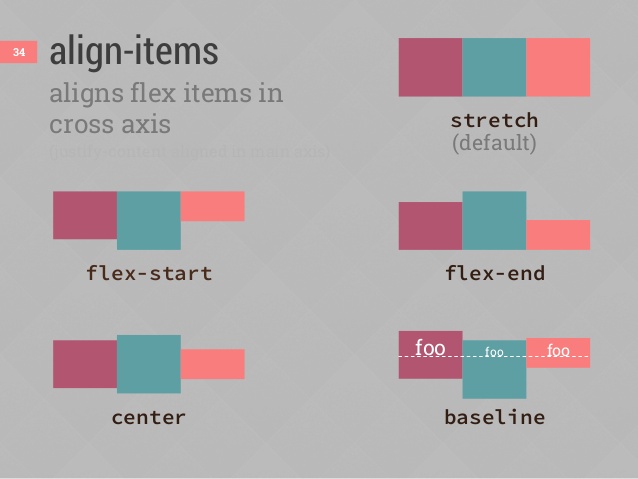 34
align-items
aligns flex items in
cross axis
(justify-content aligned in main axis)
stretch
(default)
flex-start
flex-end
center
foo foo foo
baseline